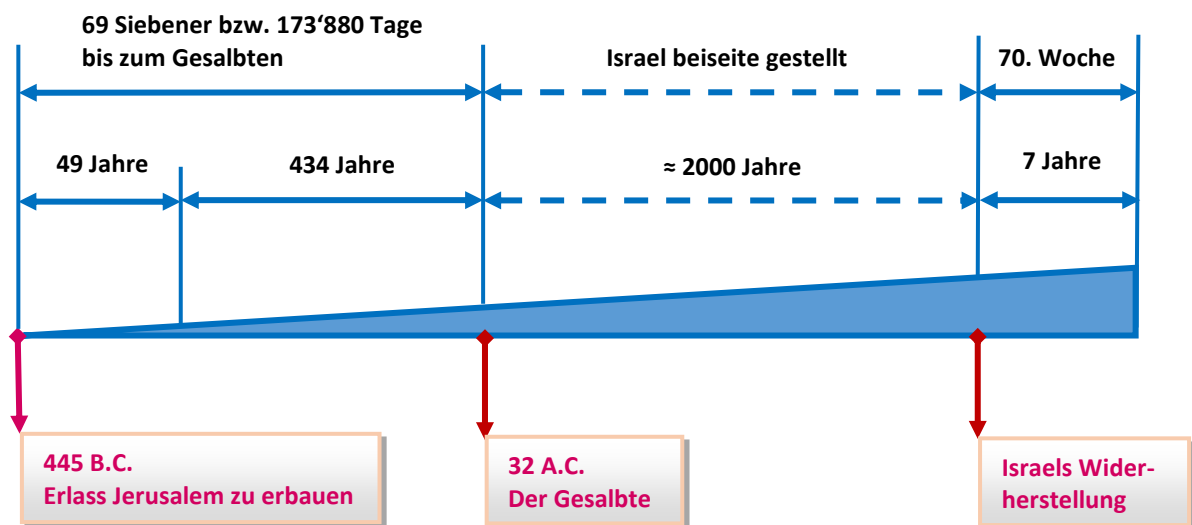 69 Siebener bzw. 173‘880 Tage
bis zum Gesalbten
Israel beiseite gestellt
70. Woche
49 Jahre
434 Jahre
≈ 2000 Jahre
7 Jahre
445 B.C.
Erlass Jerusalem zu erbauen
32 A.C.
Der Gesalbte
Israels Wider-
herstellung